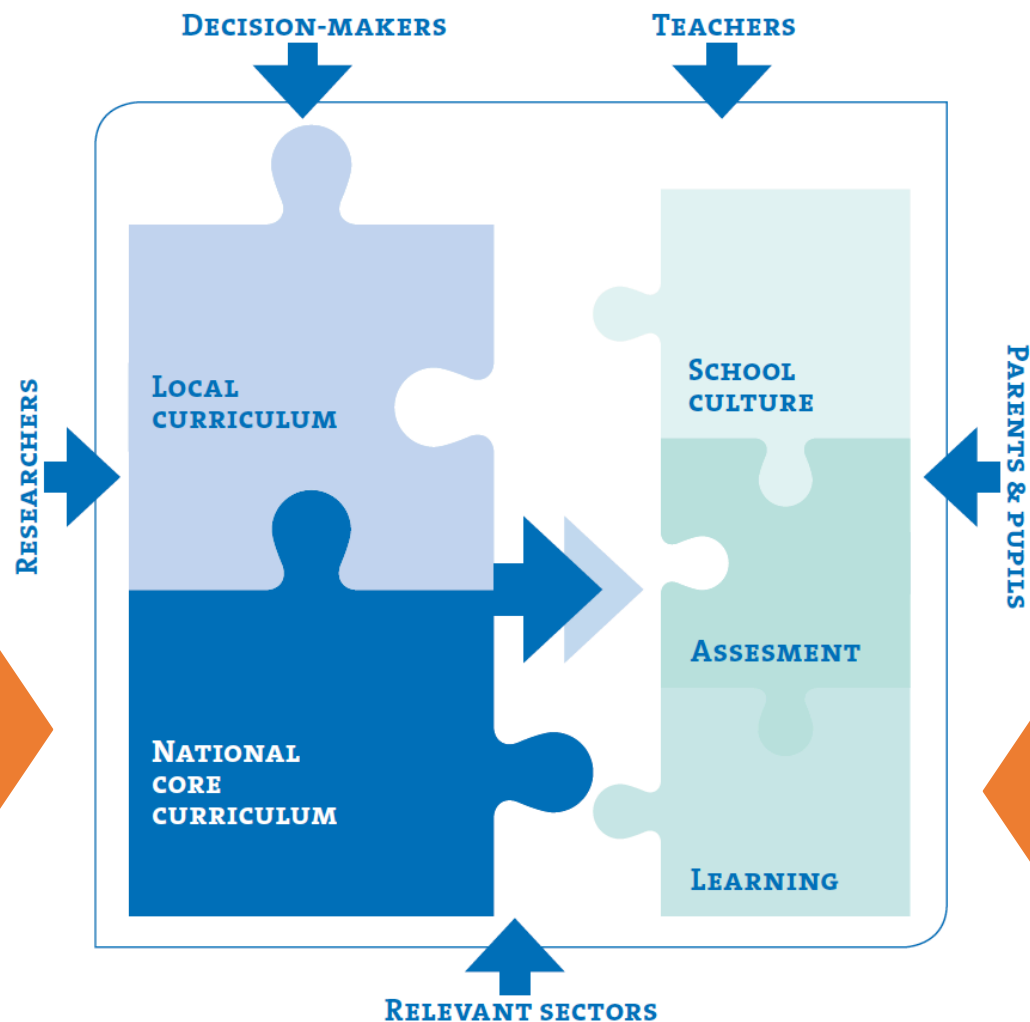 Decision-makers
Teachers
Researchers
Local
curriculum
School
culture
Parents & pupils
Assesment
National
core
curriculum
Learning
Relevant sectors